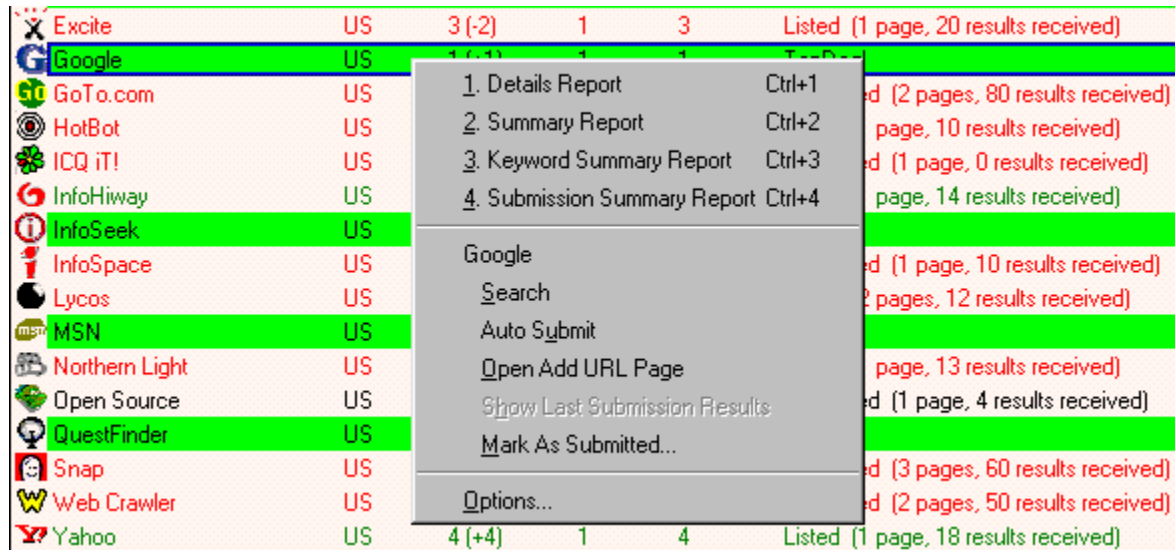 Excite US 3 (-2) 1 3 Listed (1 page, 20 results received)
Google US
1. Details Report Ctrl+1
GoTo.com US d (2 pages, 80 results received)
2. Summary Report Ctrl+2
HotBot US page, 10 results received)
3. Keyword Summary Report Ctrl+3
ICQ iT! US d (1 page, 0 results received)
4. Submission Summary Report Ctrl+4
InfoHiway US page, 14 results received)
InfoSeek US
Google
InfoSpace US d (1 page, 10 results received)
Search
Lycos US pages, 12 results received)
Auto Submit
MSN US
Open Add URL Page
Northern Light US page, 13 results received)
Show Last Submission Results
Open Source US d (1 page, 4 results received)
Mark As Submitted...
QuestFinder US
Snap US d (3 pages, 60 results received)
Options...
Web Crawler US d (2 pages, 50 results received)
Yahoo US 4 (+4) 1 4 Listed (1 page, 18 results received)